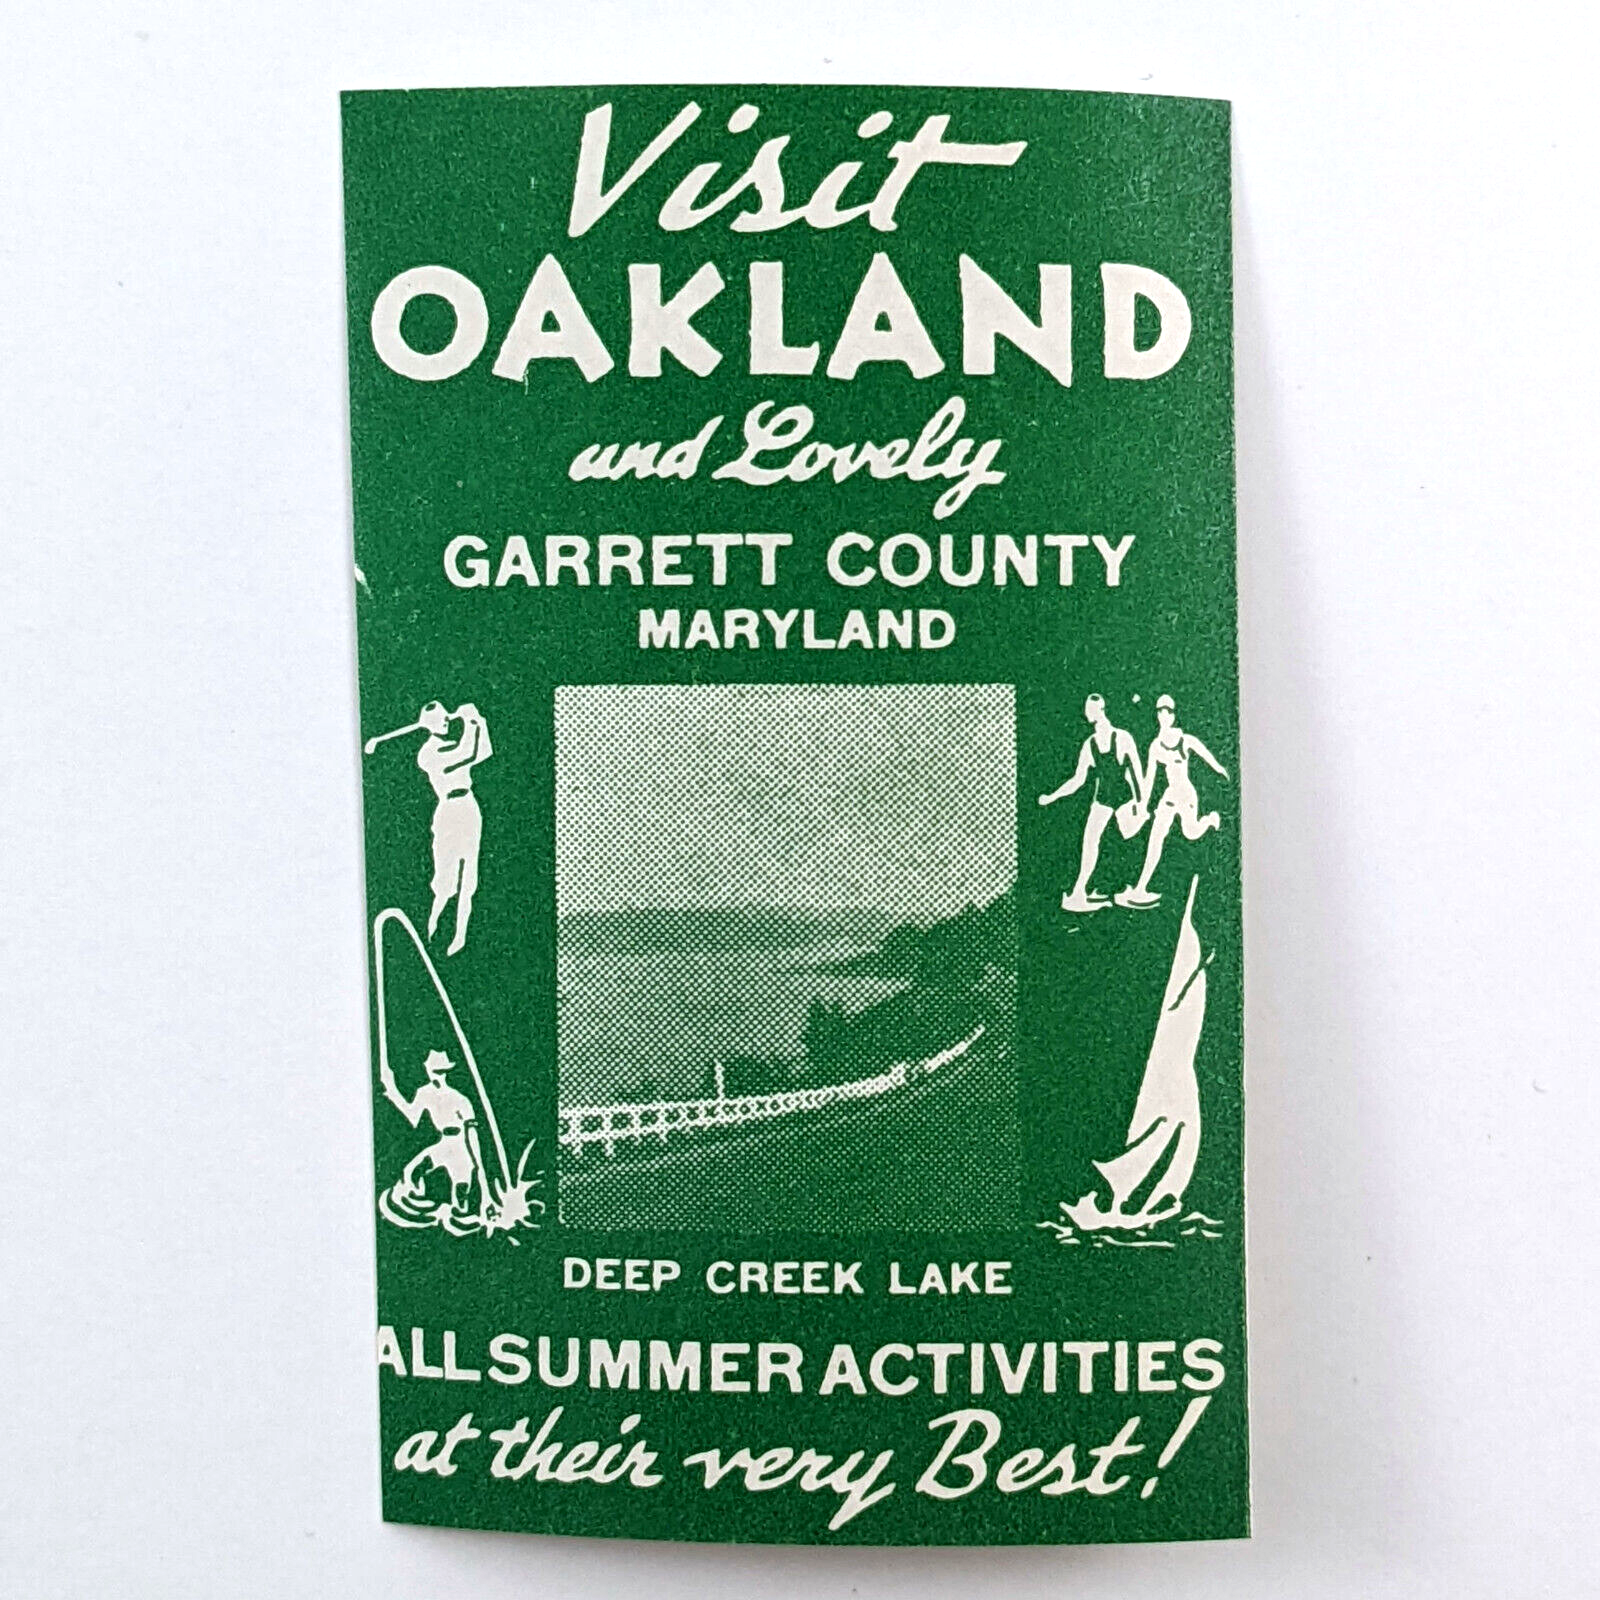 Visit
OAKLAND
and Lovely
GARRETT COUNTY
MARYLAND
DEEP CREEK LAKE
ALL SUMMER ACTIVITIES
at their very Best!